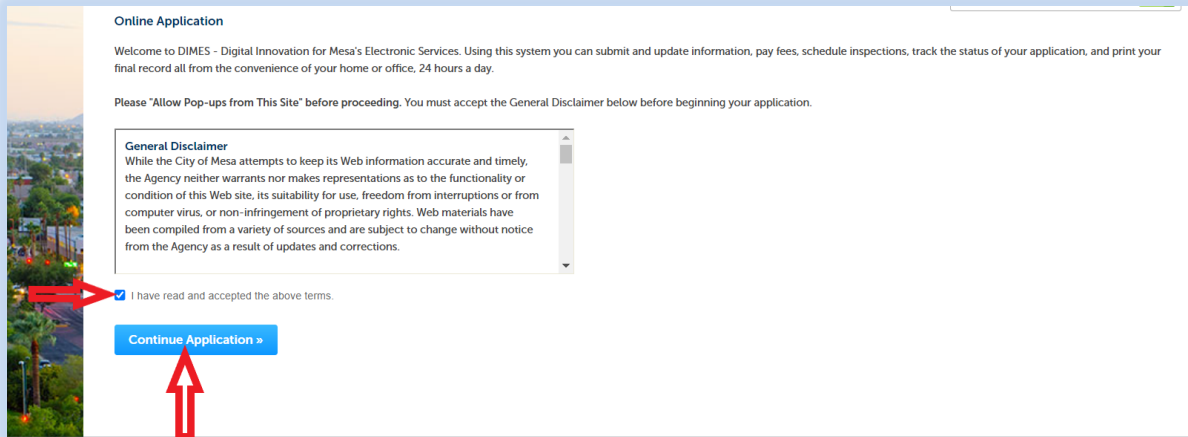 Online Application
Welcome to DIMES - Digital Innovation for Mesa's Electronic Services. Using this system you can submit and update information, pay fees, schedule inspections, track the status of your application, and print your
final record all from the convenience of your home or office, 24 hours a day.
Please "Allow Pop-ups from This Site" before proceeding. You must accept the General Disclaimer below before beginning your application.
General Disclaimer
While the City of Mesa attempts to keep its Web information accurate and timely,
the Agency neither warrants nor makes representations as to the functionality or
condition of this Web site, its suitability for use, freedom from interruptions or from
computer virus, or non-infringement of proprietary rights. Web materials have
been compiled from a variety of sources and are subject to change without notice
from the Agency as a result of updates and corrections.
I have read and accepted the above terms.
Continue Application »